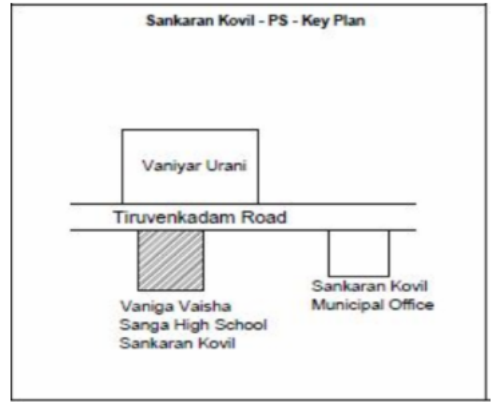 Sankaran Kovil - PS - Key Plan
Vaniyar Urani
Tiruvenkadam Road
Vaniga Vaisha
Sanga High School
Sankaran Kovil
Sankaran Kovil
Municipal Office